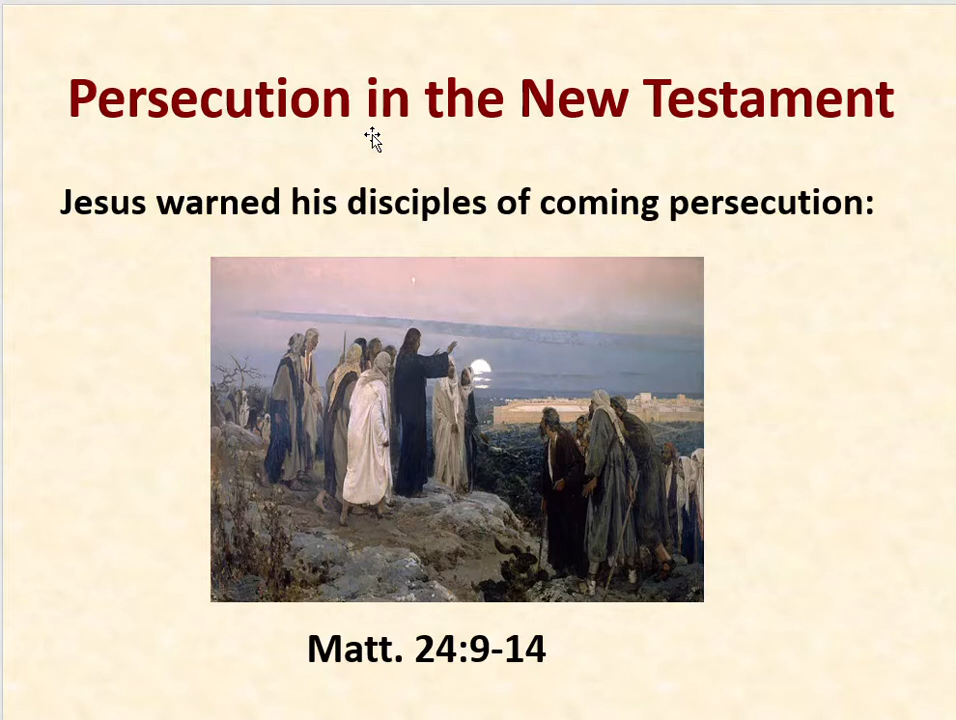 Persecution in the New Testament
Jesus warned his disciples of coming persecution:
Matt. 24:9-14